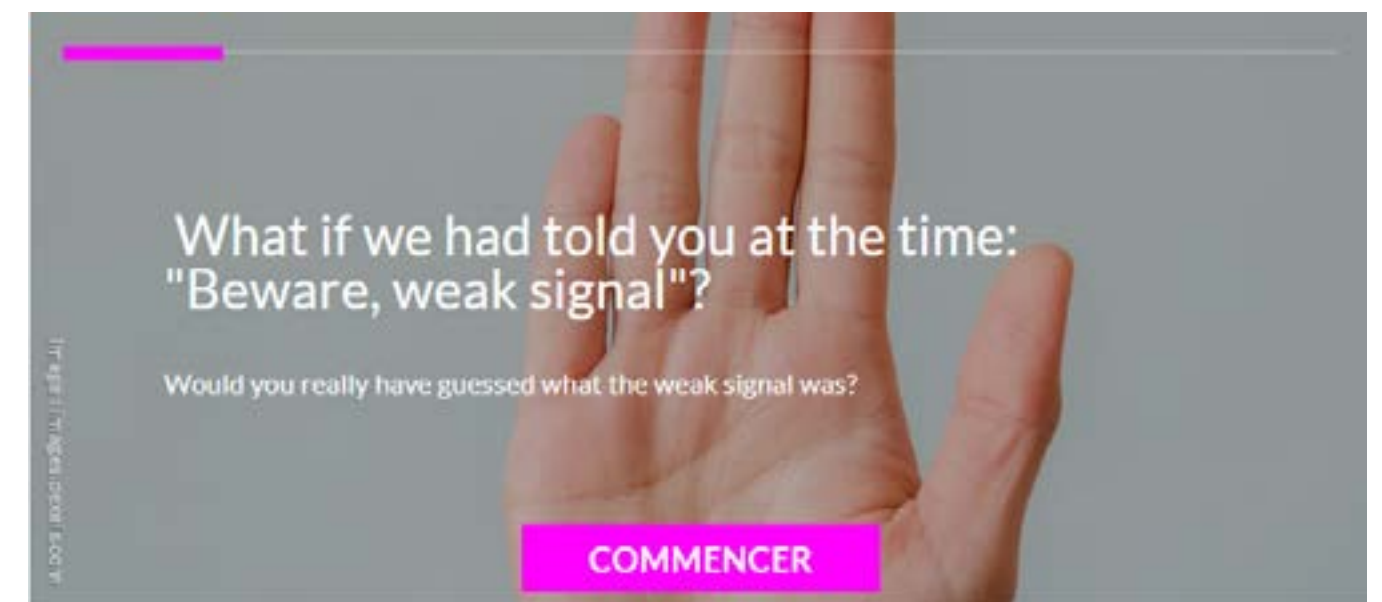 What if we had told you at the time:
"Beware, weak signal"?
Would you really have guessed what the weak signal was?
COMMENCER